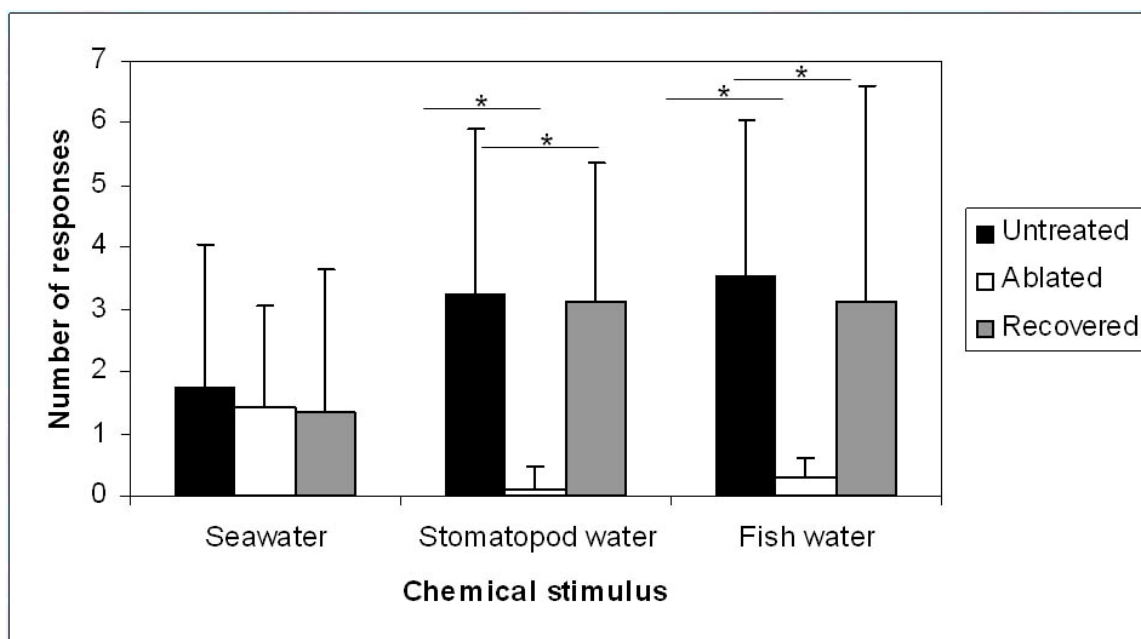 7
* *
* *
6
5
4
3
2
1
0
Number of responses
Seawater Stomatopod water Fish water
Chemical stimulus
Untreated
Ablated
Recovered